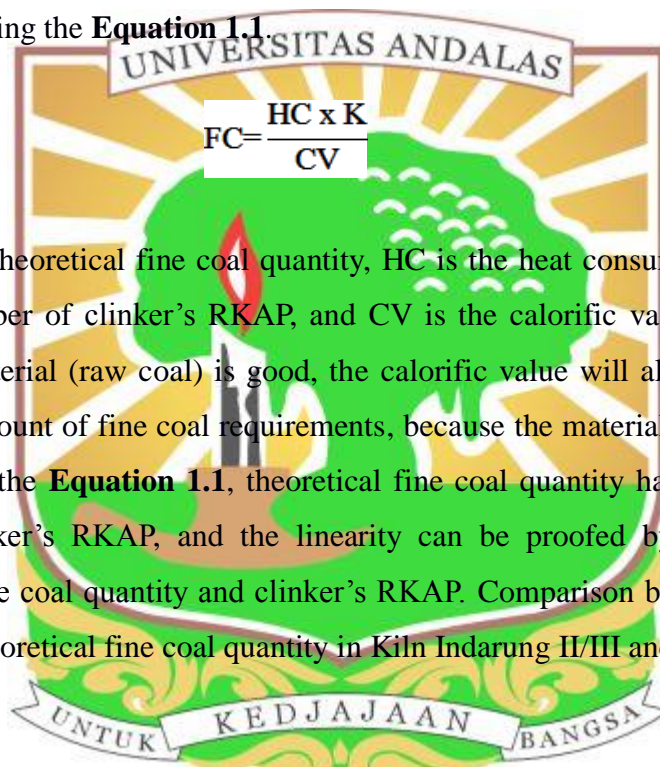 ing the Equation 1.1.
UNIVERSITAS ANDALAS
FC= HC x K
CV
heoretical fine coal quantity, HC is the heat consu
ber of clinker’s RKAP, and CV is the calorific va
terial (raw coal) is good, the calorific value will al
ount of fine coal requirements, because the material
the Equation 1.1, theoretical fine coal quantity ha
ker’s RKAP, and the linearity can be proofed by
e coal quantity and clinker’s RKAP. Comparison b
oretical fine coal quantity in Kiln Indarung II/III and
UNTUK KEDJAJAAN BANGSA